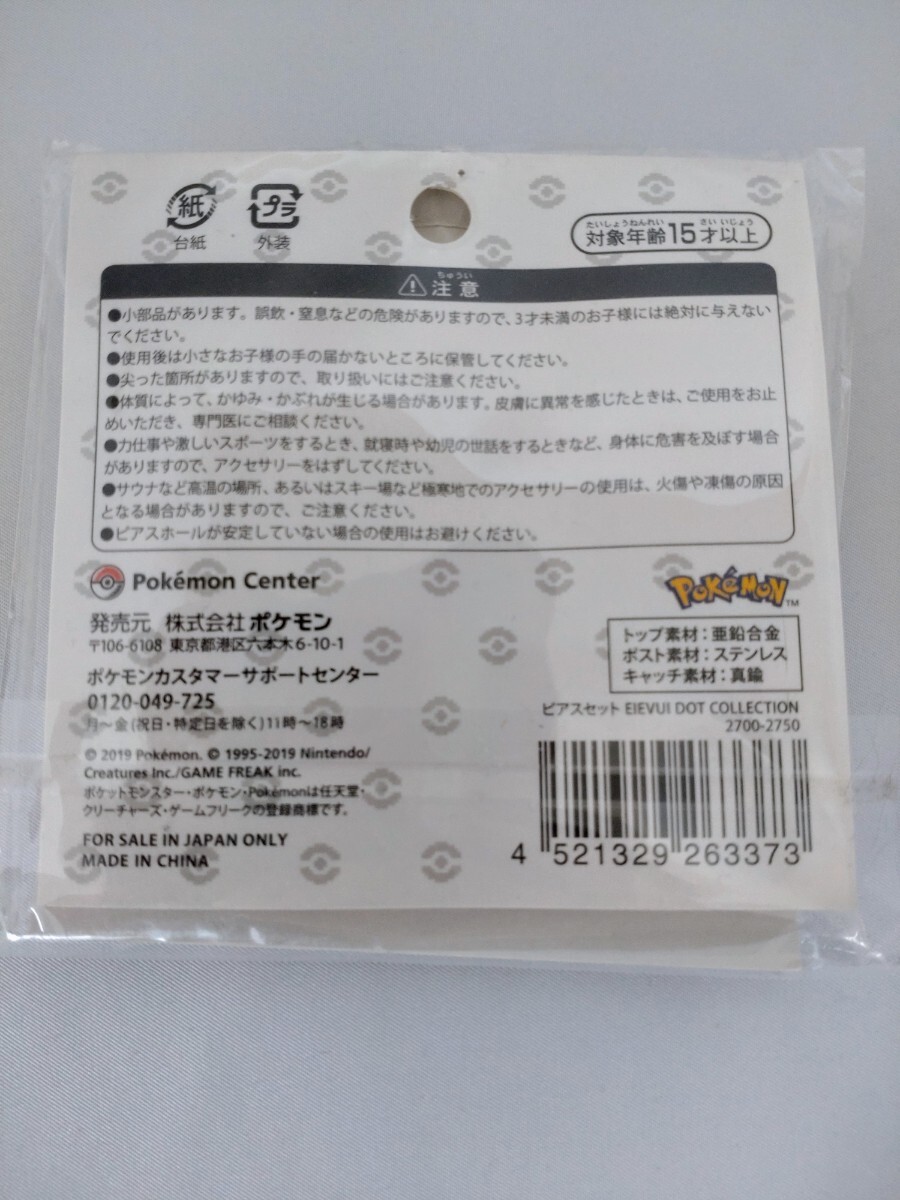 紙
プラ
台紙
外装
たいしょうねんれい さい いじょう
対象年齢15才以上
ちゅうい
注意
●小部品があります。誤飲・窒息などの危険がありますので、3才未満のお子様には絶対に与えない
でください。
●使用後は小さなお子様の手の届かないところに保管してください。
●尖った箇所がありますので、取り扱いにはご注意ください。
●体質によって、かゆみ・かぶれが生じる場合があります。皮膚に異常を感じたときは、ご使用をお止
めいただき、専門医にご相談ください。
●力仕事や激しいスポーツをするとき、就寝時や幼児の世話をするときなど、身体に危害を及ぼす場合
がありますので、アクセサリーをはずしてください。
●サウナなど高温の場所、あるいはスキー場など極寒地でのアクセサリーの使用は、火傷や凍傷の原因
となる場合がありますので、ご注意ください。
●ピアスホールが安定していない場合の使用はお避けください。
Pokémon Center
発売元 株式会社 ポケモン
〒106-6108 東京都港区六本木6-10-1
ポケモンカスタマーサポートセンター
0120-049-725
月～金(祝日・特定日を除く)11時～18時
© 2019 Pokémon. © 1995-2019 Nintendo/
Creatures Inc./GAME FREAK inc.
ポケットモンスター・ポケモン・Pokémonは任天堂・
クリーチャーズ・ゲームフリークの登録商標です。
FOR SALE IN JAPAN ONLY
MADE IN CHINA
POKéMON™
トップ素材：亜鉛合金
ポスト素材：ステンレス
キャッチ素材：真鍮
ピアスセット EIEVUI DOT COLLECTION
2700-2750
4 521329 263373